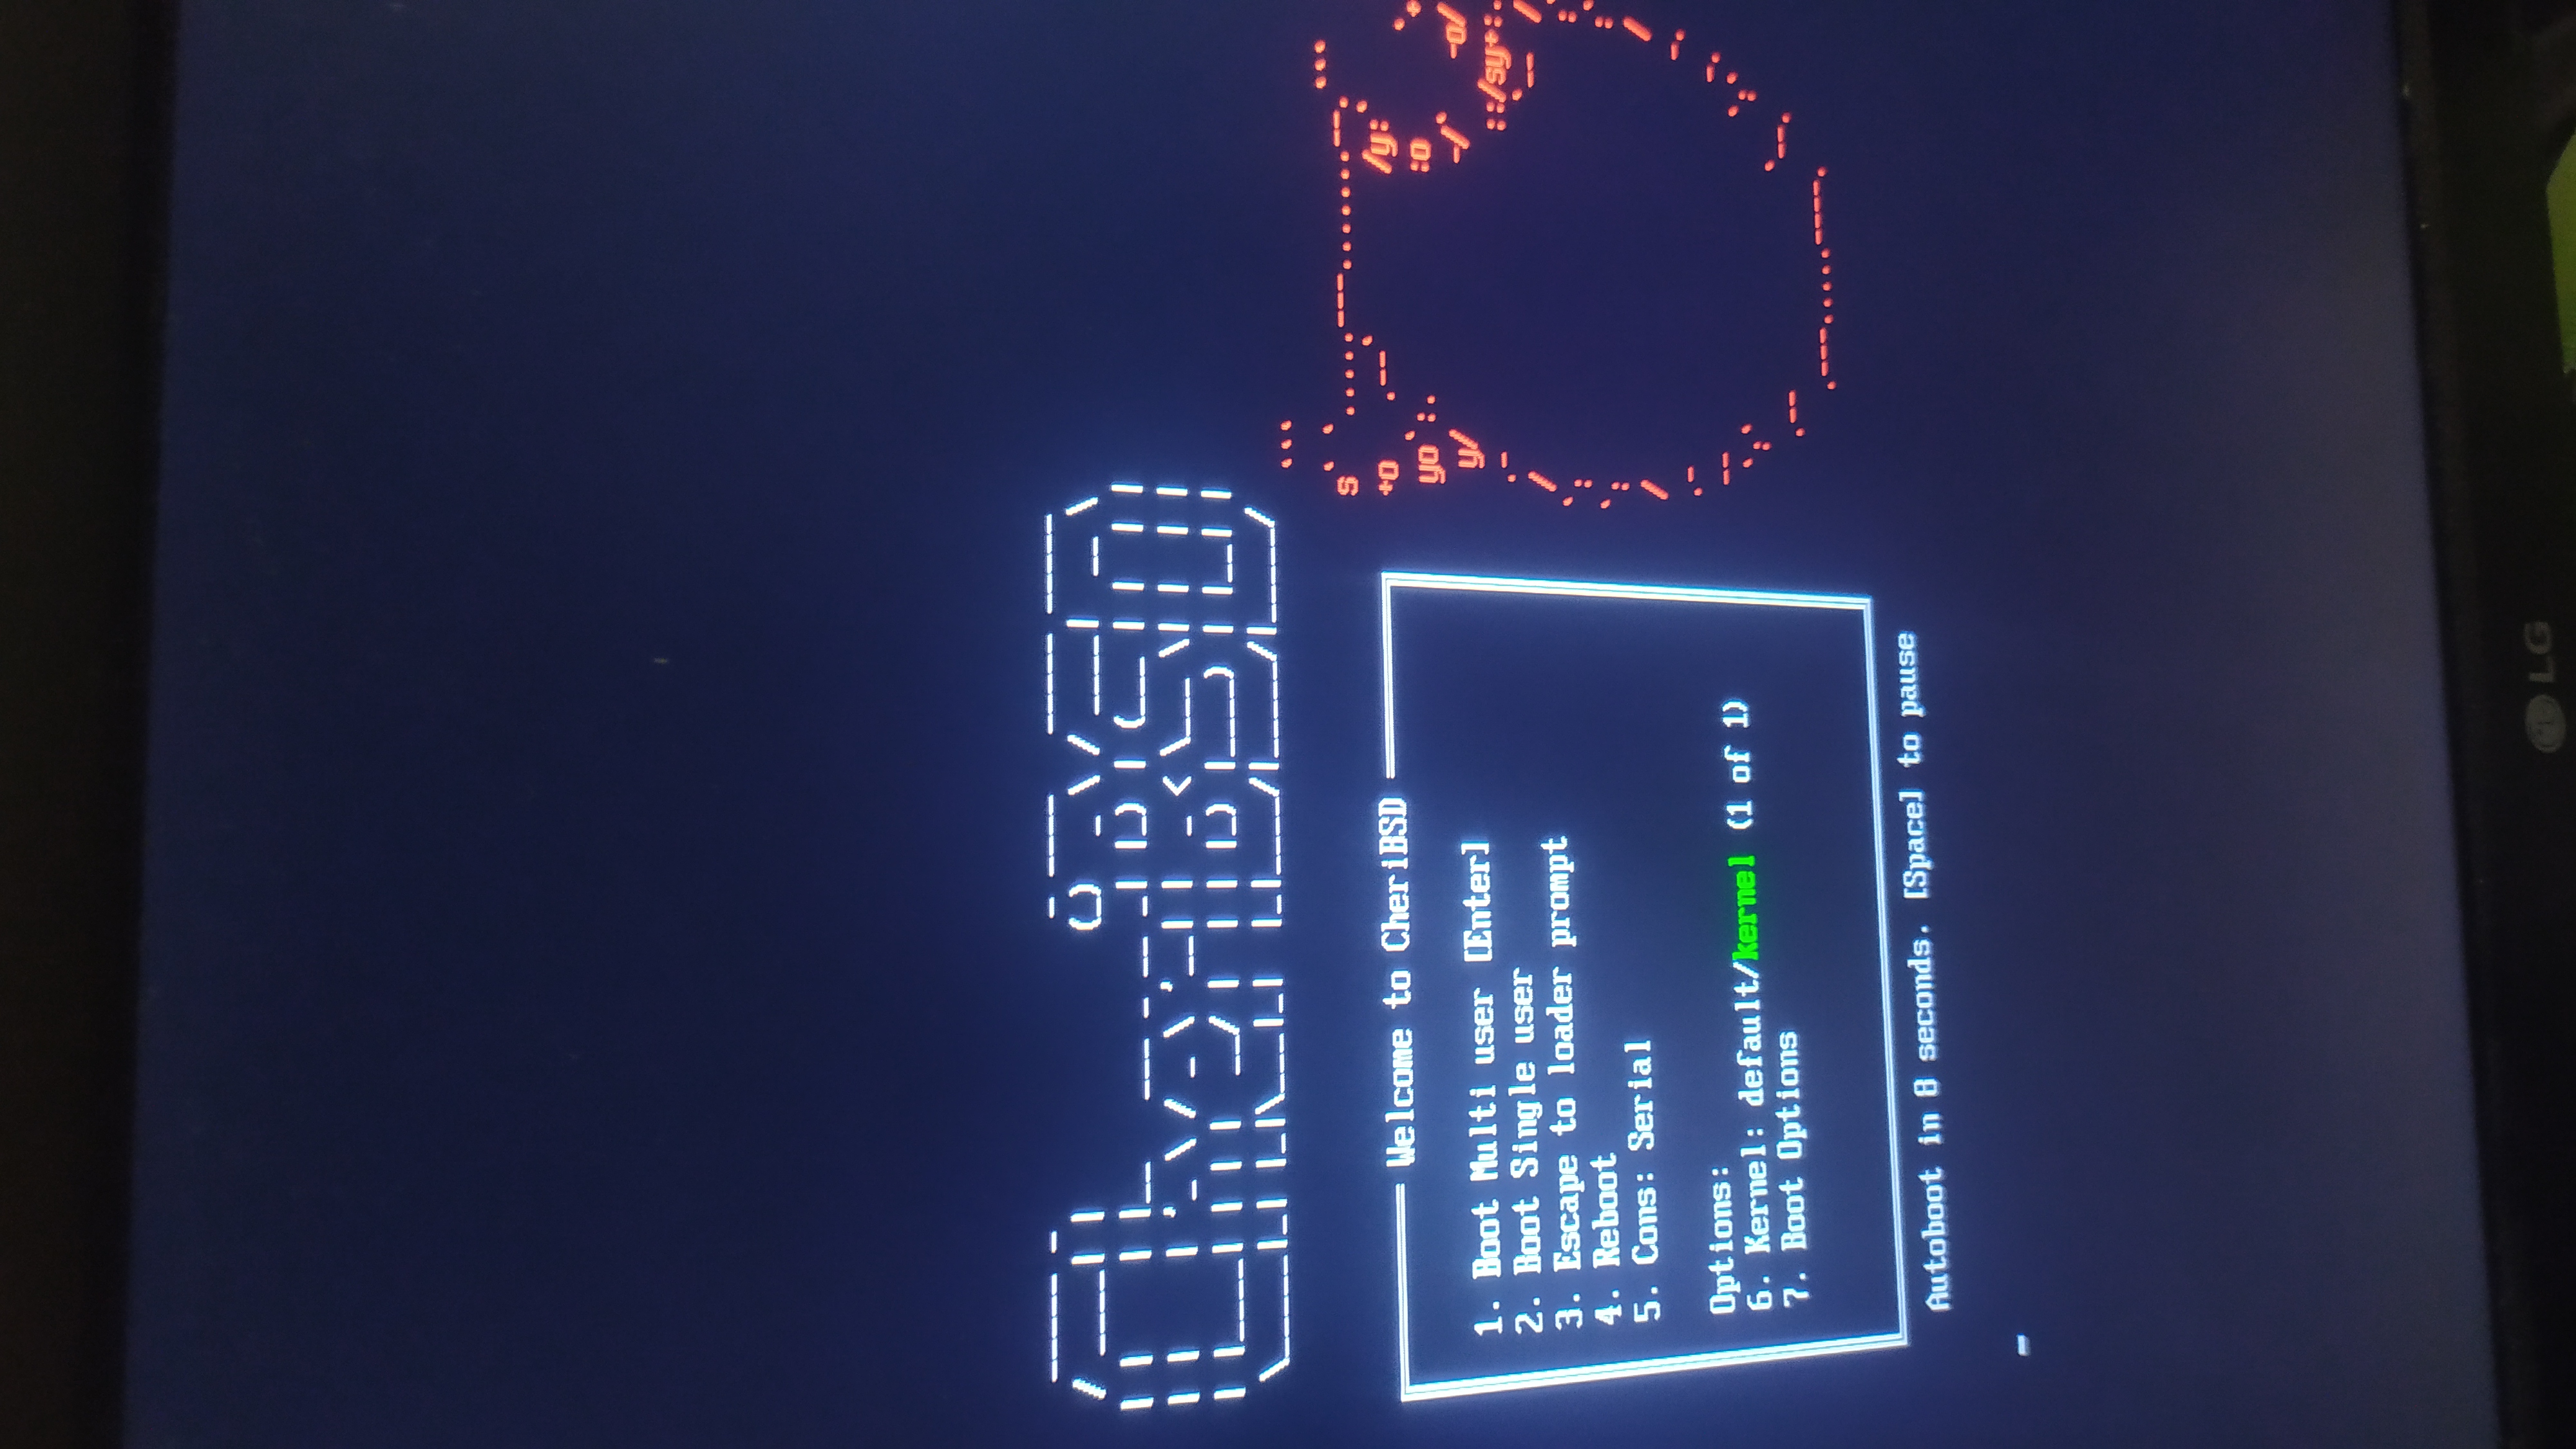 CheriBSD
Welcome to CheriBSD
1. Boot Multi user [Enter]
2. Boot Single user
3. Escape to loader prompt
4. Reboot
5. Cons: Serial
Options:
6. Kernel: default/kernel (1 of 1)
7. Boot Options
Autoboot in 8 seconds. [Space] to pause
LG